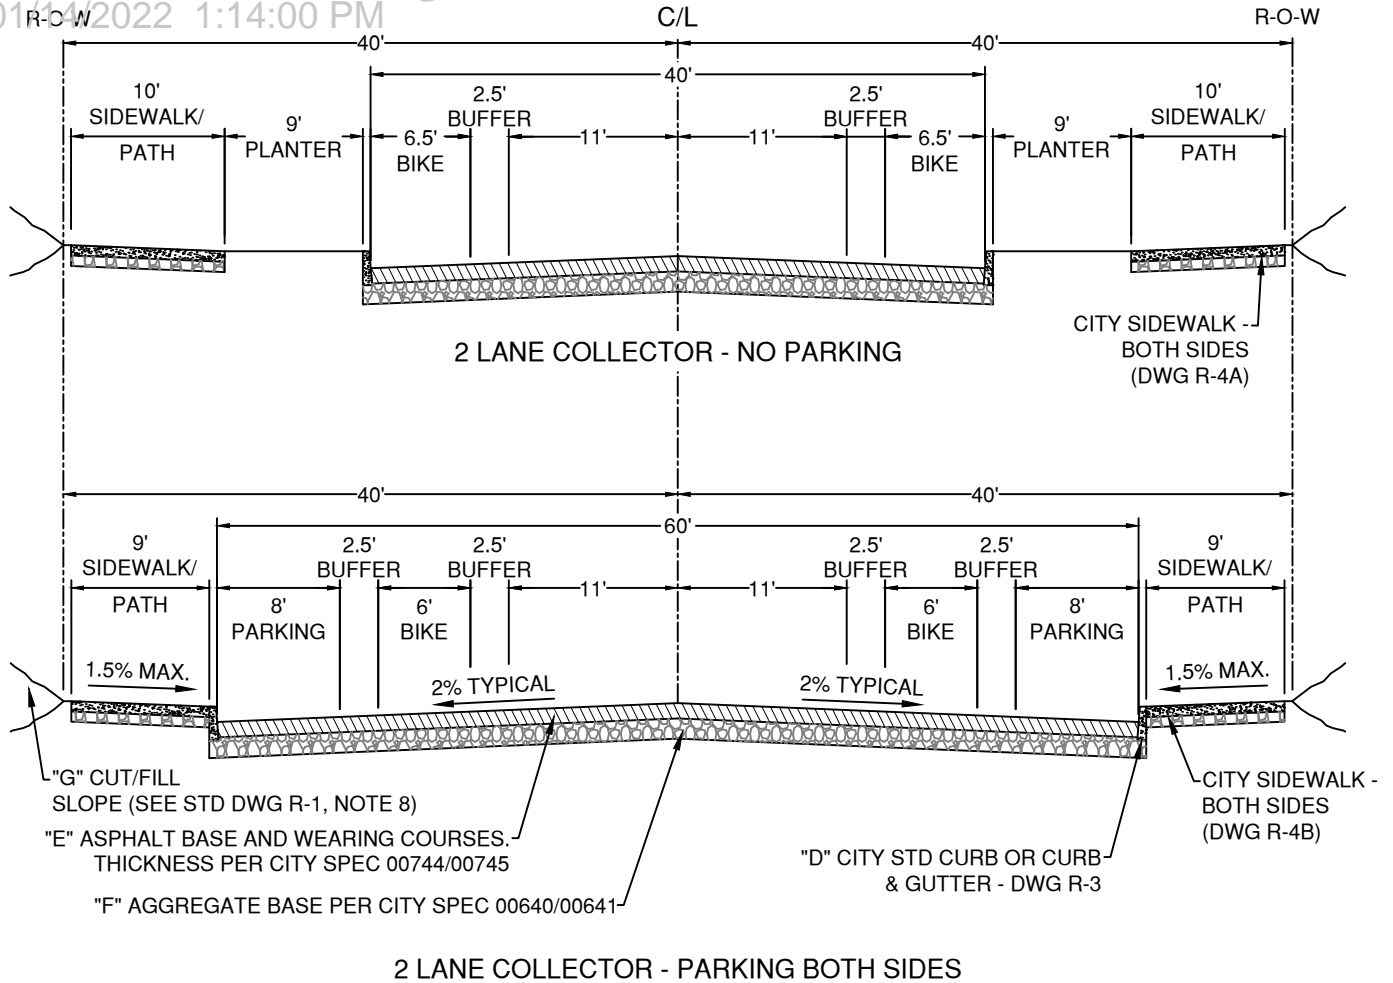 01/14/2022 1:14:00 PM
R-O-W
C/L
R-O-W
40'
40'
40'
10'
SIDEWALK/
PATH
9'
PLANTER
6.5'
BIKE
2.5'
BUFFER
11'
11'
2.5'
BUFFER
6.5'
BIKE
9'
PLANTER
10'
SIDEWALK/
PATH
CITY SIDEWALK -
BOTH SIDES
(DWG R-4A)
2 LANE COLLECTOR - NO PARKING
40'
40'
60'
9'
SIDEWALK/
PATH
8'
PARKING
2.5'
BUFFER
6'
BIKE
2.5'
BUFFER
11'
11'
2.5'
BUFFER
6'
BIKE
2.5'
BUFFER
8'
PARKING
9'
SIDEWALK/
PATH
1.5% MAX.
2% TYPICAL
2% TYPICAL
1.5% MAX.
"G" CUT/FILL
SLOPE (SEE STD DWG R-1, NOTE 8)
"E" ASPHALT BASE AND WEARING COURSES.
THICKNESS PER CITY SPEC 00744/00745
"F" AGGREGATE BASE PER CITY SPEC 00640/00641
"D" CITY STD CURB OR CURB
& GUTTER - DWG R-3
CITY SIDEWALK -
BOTH SIDES
(DWG R-4B)
2 LANE COLLECTOR - PARKING BOTH SIDES